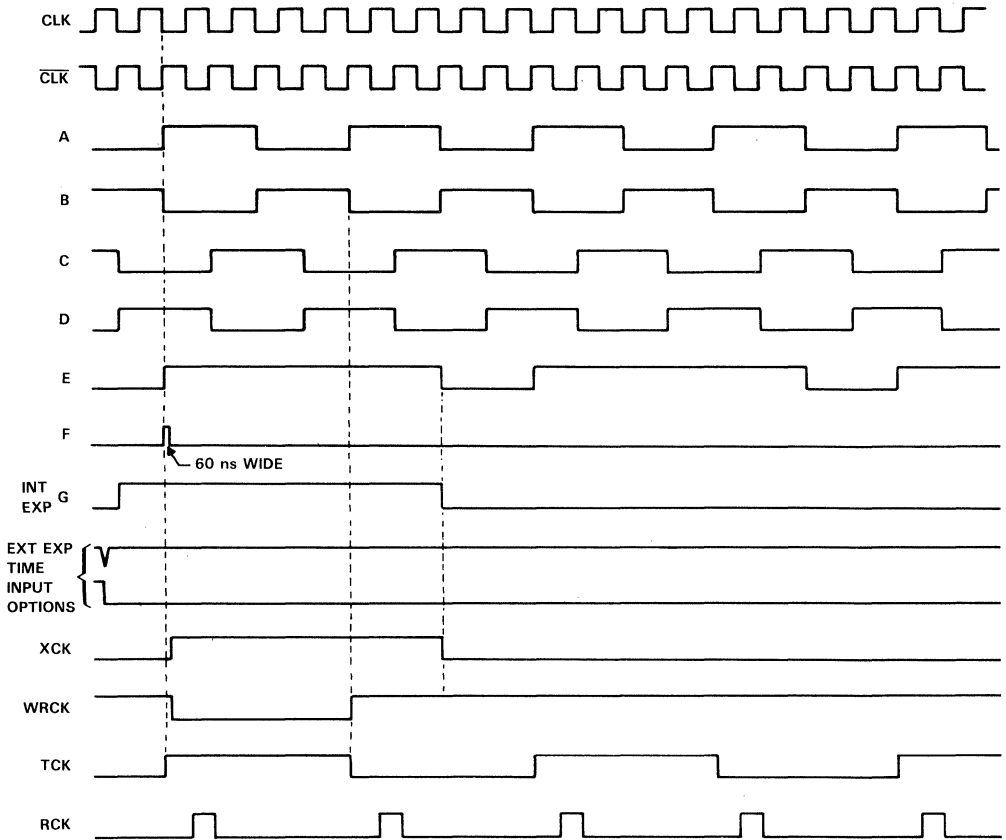 CLK
CLK
A
B
C
D
E
F
60 ns WIDE
INT
EXP G
EXT EXP
TIME
INPUT
OPTIONS
XCK
WRCK
TCK
RCK